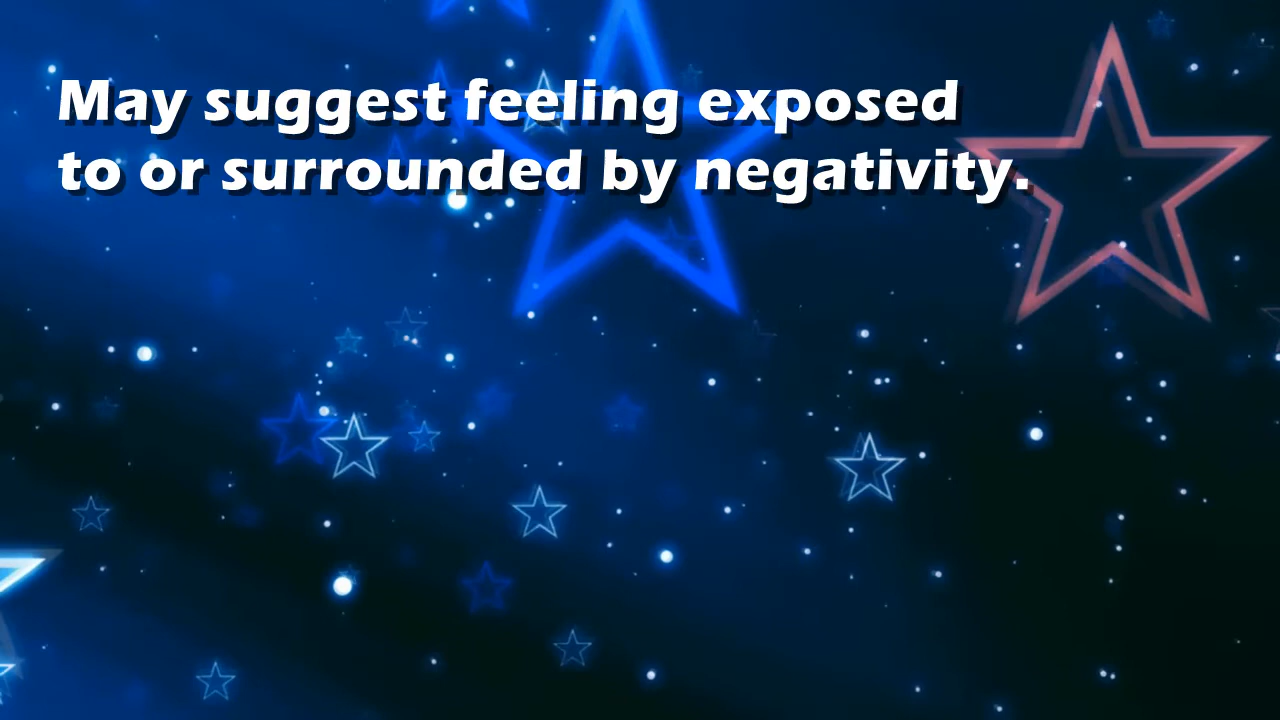 May suggest feeling exposed
to or surrounded by negativity.